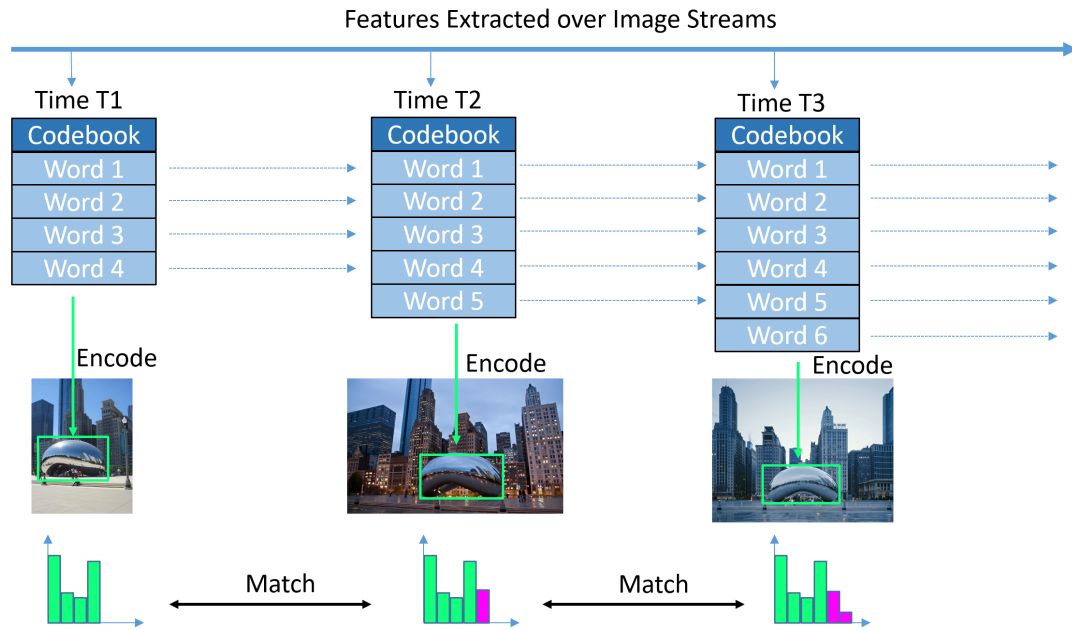 Features Extracted over Image Streams
Time T1
Codebook
Word 1
Word 2
Word 3
Word 4
Encode
Time T2
Codebook
Word 1
Word 2
Word 3
Word 4
Word 5
Encode
Time T3
Codebook
Word 1
Word 2
Word 3
Word 4
Word 5
Word 6
Encode
Match
Match